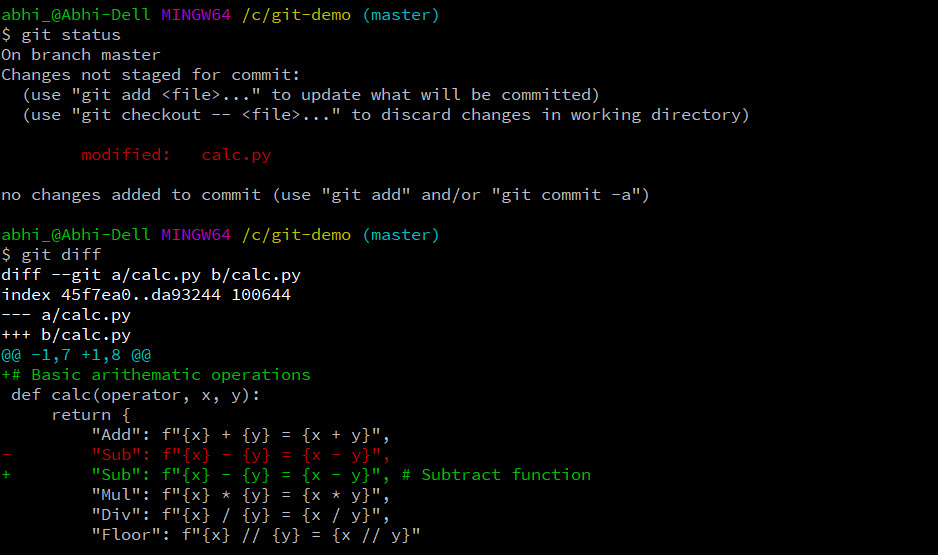 abhi_@Abhi-Dell MINGW64 /c/git-demo (master)
$ git status
On branch master
Changes not staged for commit:
  (use "git add <file>..." to update what will be committed)
  (use "git checkout -- <file>..." to discard changes in working directory)

        modified:   calc.py

no changes added to commit (use "git add" and/or "git commit -a")

abhi_@Abhi-Dell MINGW64 /c/git-demo (master)
$ git diff
diff --git a/calc.py b/calc.py
index 45f7ea0..da93244 100644
--- a/calc.py
+++ b/calc.py
@@ -1,7 +1,8 @@
+# Basic arithematic operations
 def calc(operator, x, y):
     return {
         "Add": f"{x} + {y} = {x + y}",
-        "Sub": f"{x} - {y} = {x - y}",
+        "Sub": f"{x} - {y} = {x - y}", # Subtract function
         "Mul": f"{x} * {y} = {x * y}",
         "Div": f"{x} / {y} = {x / y}",
         "Floor": f"{x} // {y} = {x // y}"